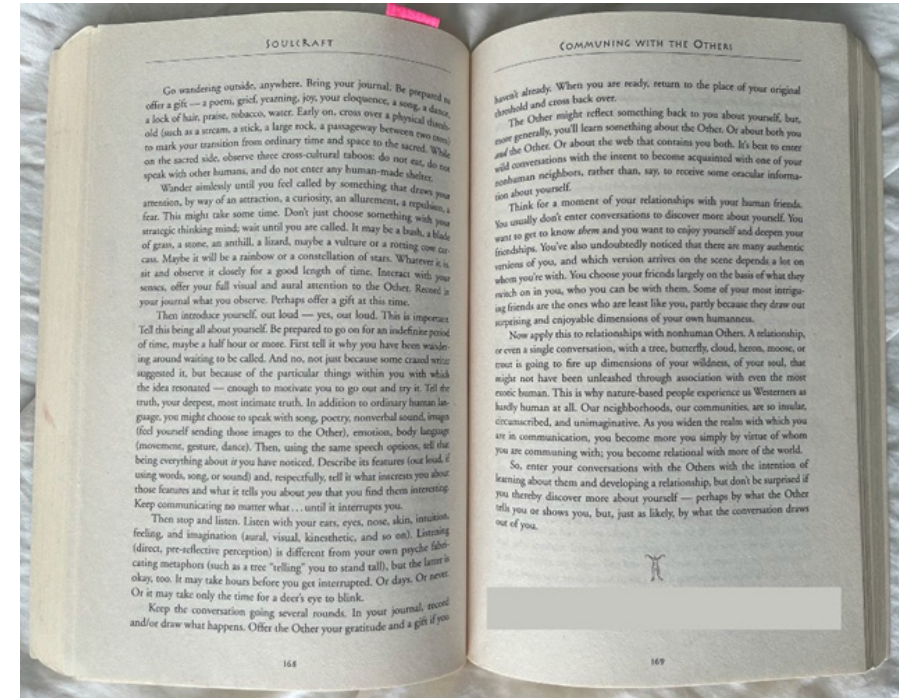 SOULCRAFT
Go wandering outside, anywhere. Bring your journal. Be prepared to
offer a gift — a poem, grief, yearning, joy, your eloquence, a song, a dance,
a lock of hair, praise, tobacco, water. Early on, cross over a physical thresh-
old (such as a stream, a stick, a large rock, a passageway between two trees)
to mark your transition from ordinary time and space to the sacred. While
on the sacred side, observe three cross-cultural taboos: do not eat, do not
speak with other humans, and do not enter any human-made shelter.
Wander aimlessly until you feel called by something that draws your
attention, by way of an attraction, a curiosity, an allurement, a repulsion, a
fear. This might take some time. Don't just choose something with your
strategic thinking mind; wait until you are called. It may be a bush, a blade
of grass, a stone, an anthill, a lizard, maybe a vulture or a rotting cow car-
cass. Maybe it will be a rainbow or a constellation of stars. Whatever it is,
sit and observe it closely for a good length of time. Interact with your
senses, offer your full visual and aural attention to the Other. Record in
your journal what you observe. Perhaps offer a gift at this time.
Then introduce yourself, out loud — yes, out loud. This is important.
Tell this being all about yourself. Be prepared to go on for an indefinite period
of time, maybe a half hour or more. First tell it why you have been wander-
ing around waiting to be called. And no, not just because some crazed writer
suggested it, but because of the particular things within you with which
the idea resonated — enough to motivate you to go out and try it. Tell the
truth, your deepest, most intimate truth. In addition to ordinary human lan-
guage, you might choose to speak with song, poetry, nonverbal sound, images
(feel yourself sending those images to the Other), emotion, body language
(movement, gesture, dance). Then, using the same speech options, tell that
being everything about it you have noticed. Describe its features (out loud, if
using words, song, or sound) and, respectfully, tell it what interests you about
those features and what it tells you about you that you find them interesting.
Keep communicating no matter what . . . until it interrupts you.
Then stop and listen. Listen with your ears, eyes, nose, skin, intuition,
feeling, and imagination (aural, visual, kinesthetic, and so on). Listening
(direct, pre-reflective perception) is different from your own psyche fabri-
cating metaphors (such as a tree "telling" you to stand tall), but the latter is
okay, too. It may take hours before you get interrupted. Or days. Or never.
Or it may take only the time for a deer's eye to blink.
Keep the conversation going several rounds. In your journal, record
and/or draw what happens. Offer the Other your gratitude and a gift if you
168
COMMUNING WITH THE OTHERS
haven't already. When you are ready, return to the place of your original
threshold and cross back over.
The Other might reflect something back to you about yourself, but,
more generally, you'll learn something about the Other. Or about both you
and the Other. Or about the web that contains you both. It's best to enter
wild conversations with the intent to become acquainted with one of your
nonhuman neighbors, rather than, say, to receive some oracular informa-
tion about yourself.
Think for a moment of your relationships with your human friends.
You usually don't enter conversations to discover more about yourself. You
want to get to know them and you want to enjoy yourself and deepen your
friendships. You've also undoubtedly noticed that there are many authentic
versions of you, and which version arrives on the scene depends a lot on
whom you're with. You choose your friends largely on the basis of what they
switch on in you, who you can be with them. Some of your most intrigu-
ing friends are the ones who are least like you, partly because they draw out
surprising and enjoyable dimensions of your own humanness.
Now apply this to relationships with nonhuman Others. A relationship,
or even a single conversation, with a tree, butterfly, cloud, heron, moose, or
trout is going to fire up dimensions of your wildness, of your soul, that
might not have been unleashed through association with even the most
exotic human. This is why nature-based people experience us Westerners as
hardly human at all. Our neighborhoods, our communities, are so insular,
circumscribed, and unimaginative. As you widen the realm with which you
are in communication, you become more you simply by virtue of whom
you are communing with; you become relational with more of the world.
So, enter your conversations with the Others with the intention of
learning about them and developing a relationship, but don't be surprised if
you thereby discover more about yourself — perhaps by what the Other
tells you or shows you, but, just as likely, by what the conversation draws
out of you.
169